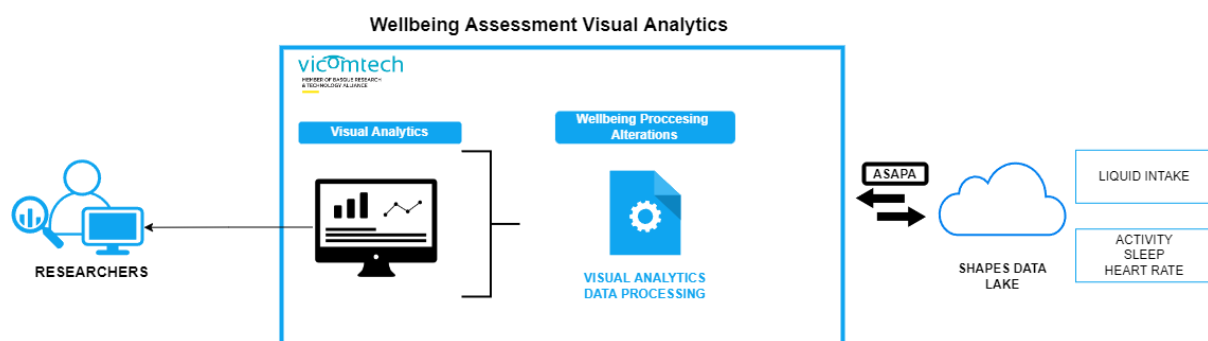 Wellbeing Assessment Visual Analytics
vicomtech
MEMBER OF BASQUE RESEARCH
& TECHNOLOGY ALLIANCE
Visual Analytics
Wellbeing Proccesing
Alterations
ASAPA
LIQUID INTAKE
ACTIVITY
SLEEP
HEART RATE
RESEARCHERS
VISUAL ANALYTICS
DATA PROCESSING
SHAPES DATA
LAKE